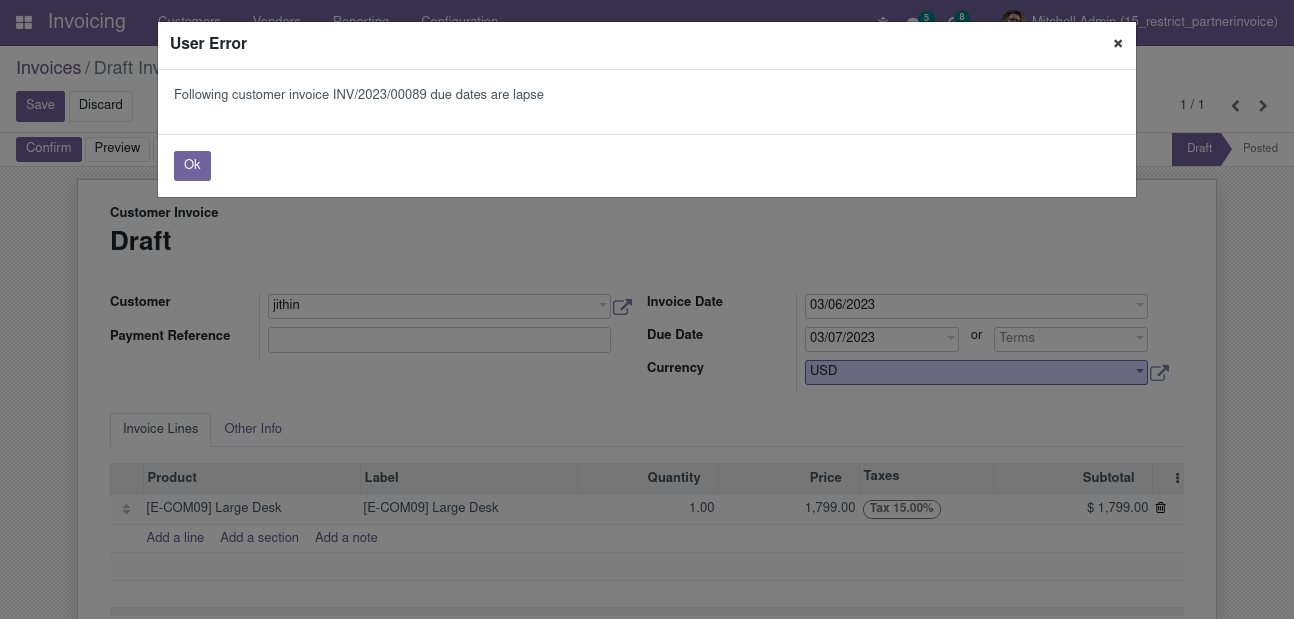 Invoicing Customers Vendors Reporting Configuration 5 8 Mitchell Admin (15_restrict_partnerinvoice)
User Error ×
Invoices / Draft Inv
Following customer invoice INV/2023/00089 due dates are lapse
Save Discard 1 / 1
Confirm Preview Draft Posted
Ok
Customer Invoice
Draft
Customer jithin Invoice Date 03/06/2023
Payment Reference Due Date 03/07/2023 or Terms
Currency USD
Invoice Lines Other Info
Product Label Quantity Price Taxes Subtotal
[E-COM09] Large Desk [E-COM09] Large Desk 1.00 1,799.00 Tax 15.00% $ 1,799.00
Add a line Add a section Add a note